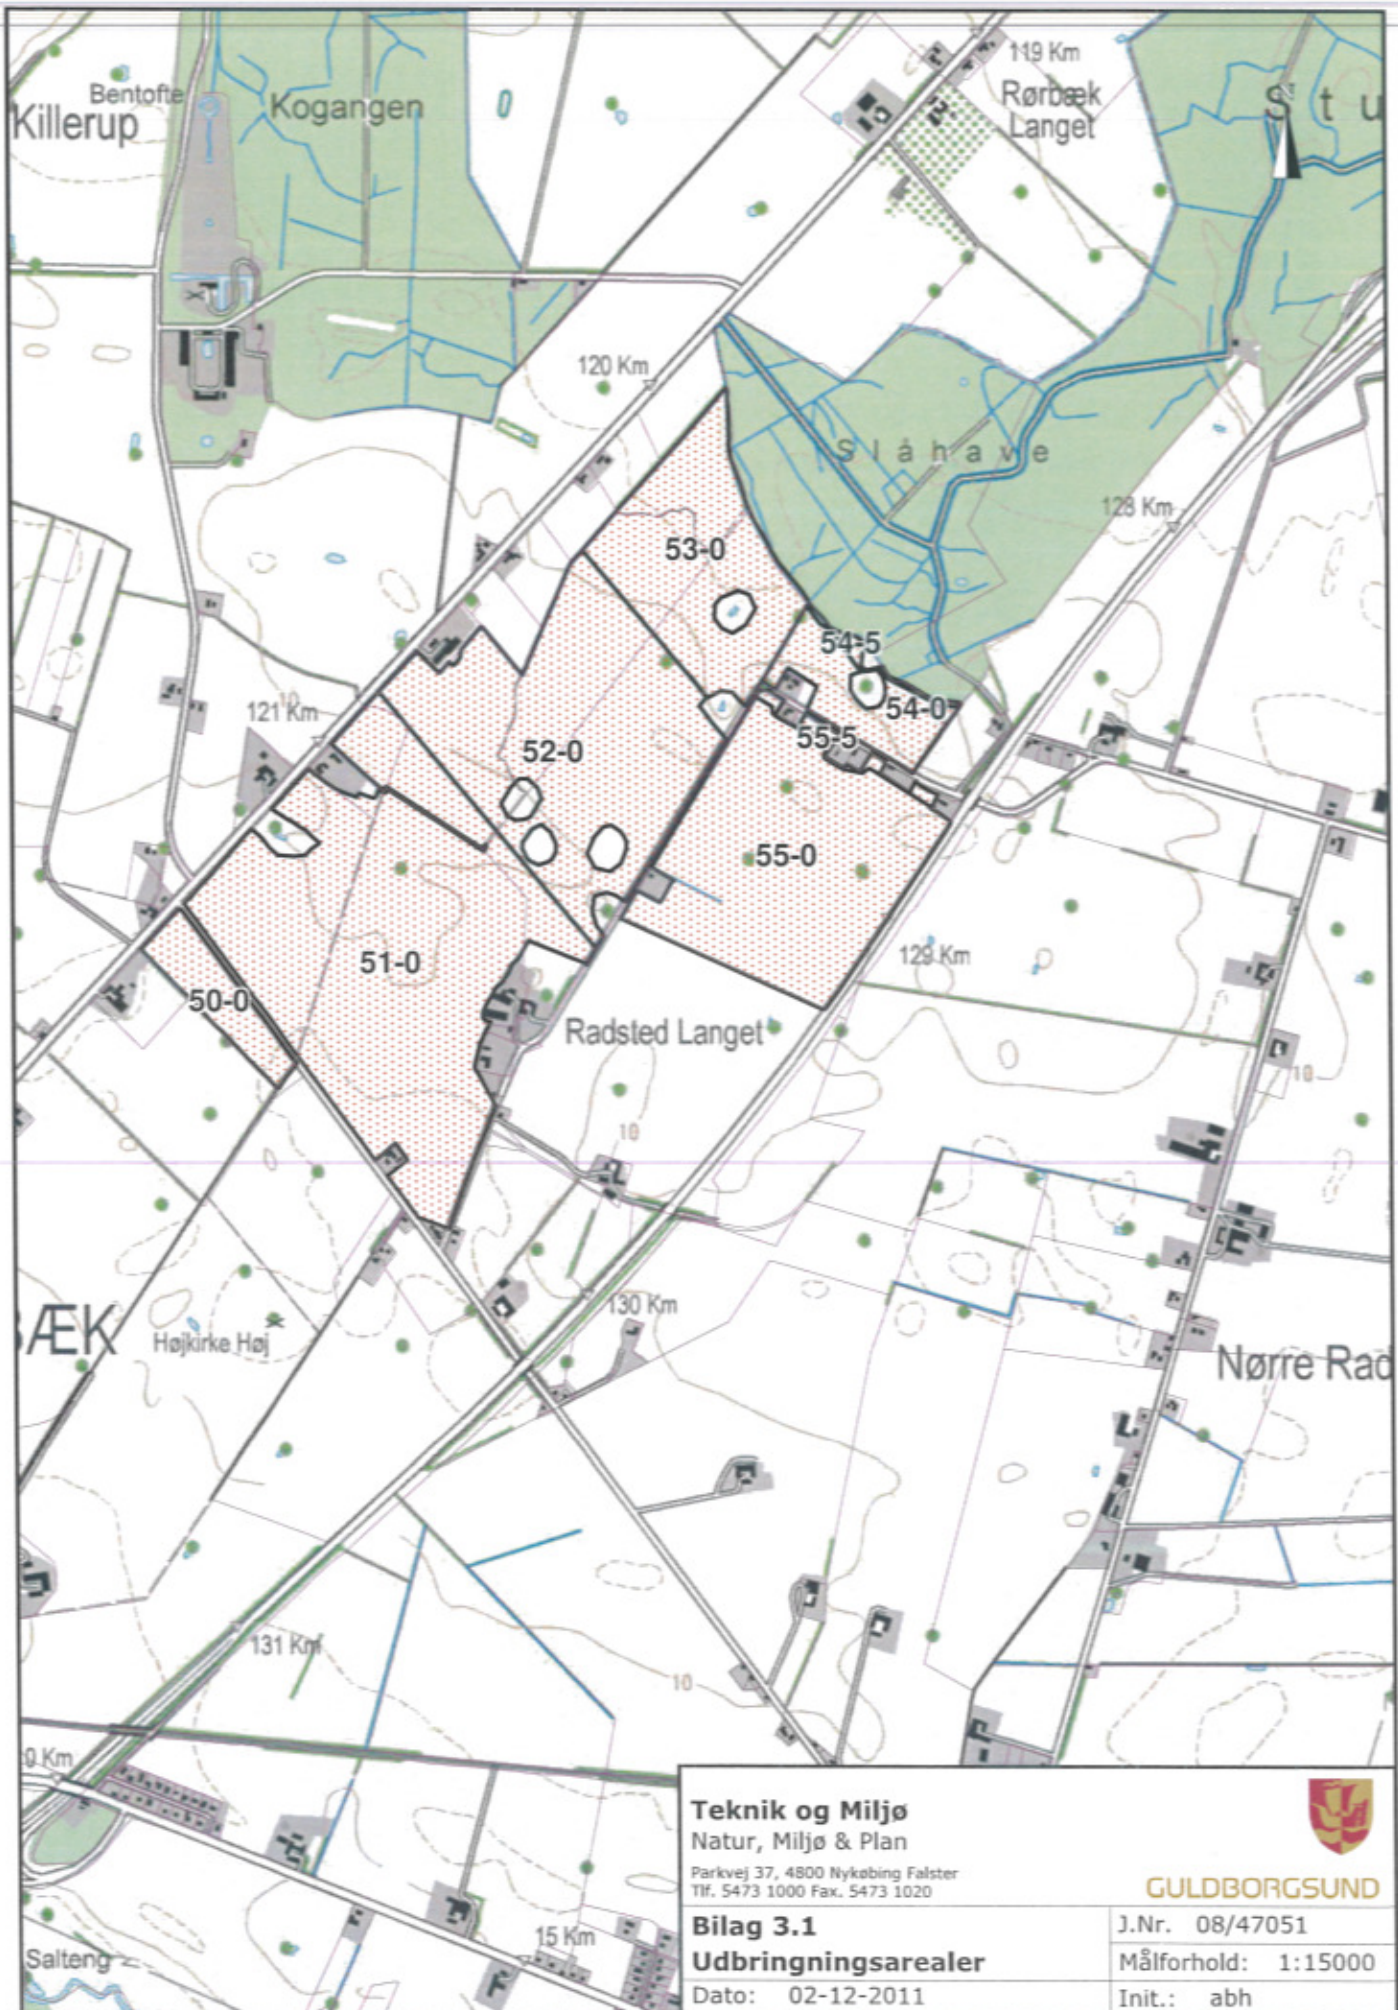 119 Km
Bentofte
Kogangen
Rørbæk
Langet
Killerup
S t u
120 Km
Slåhave
128 Km
53-0
54-5
10
121 Km
54-0
52-0
55-5
55-0
51-0
129 Km
50-0
Radsted Langet
10
10
130 Km
BÆK
Højkirke Høj
Nørre Rad
131 Km
10
0 Km
Teknik og Miljø
Natur, Miljø & Plan
Parkvej 37, 4800 Nykøbing Falster
Tlf. 5473 1000 Fax. 5473 1020
GULDBORGSUND
Bilag 3.1
J.Nr. 08/47051
15 Km
Salteng
Udbringningsarealer
Målforhold: 1:15000
Dato: 02-12-2011
Init.: abh